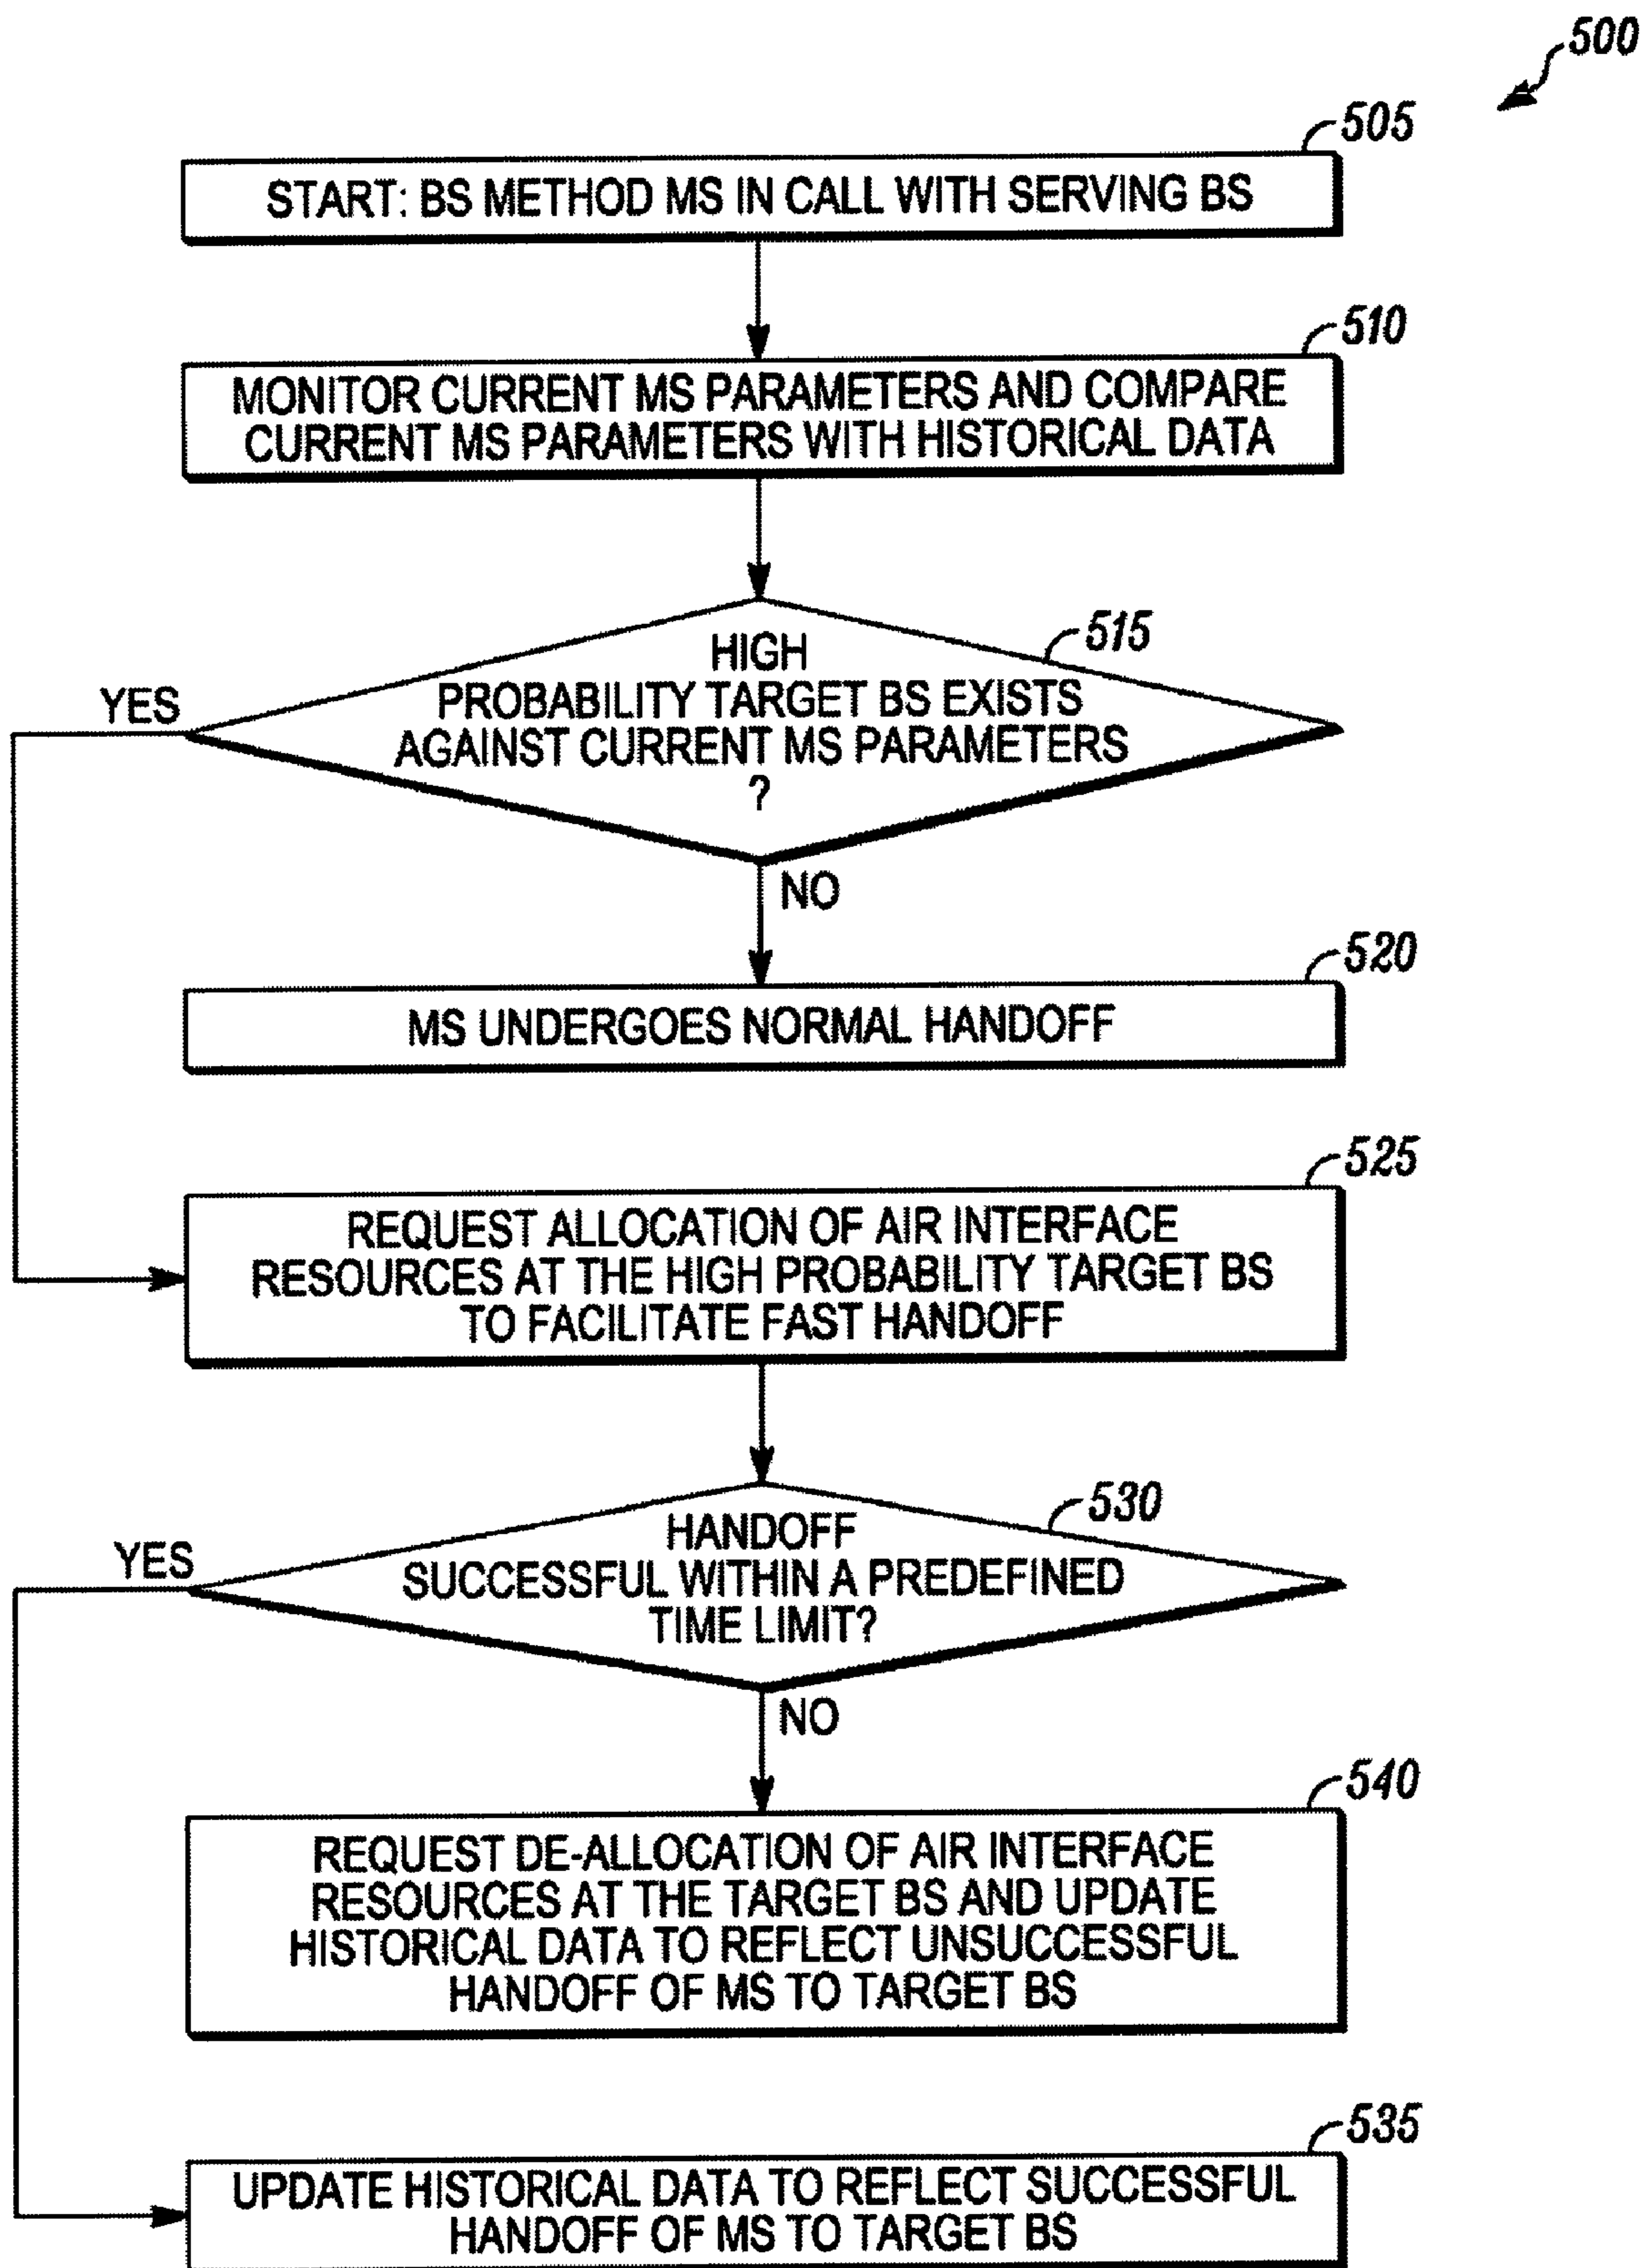 500
505
START: BS METHOD MS IN CALL WITH SERVING BS
510
MONITOR CURRENT MS PARAMETERS AND COMPARE
CURRENT MS PARAMETERS WITH HISTORICAL DATA
515
HIGH
PROBABILITY TARGET BS EXISTS
AGAINST CURRENT MS PARAMETERS
?
YES
NO
520
MS UNDERGOES NORMAL HANDOFF
525
REQUEST ALLOCATION OF AIR INTERFACE
RESOURCES AT THE HIGH PROBABILITY TARGET BS
TO FACILITATE FAST HANDOFF
530
HANDOFF
SUCCESSFUL WITHIN A PREDEFINED
TIME LIMIT?
YES
NO
540
REQUEST DE-ALLOCATION OF AIR INTERFACE
RESOURCES AT THE TARGET BS AND UPDATE
HISTORICAL DATA TO REFLECT UNSUCCESSFUL
HANDOFF OF MS TO TARGET BS
535
UPDATE HISTORICAL DATA TO REFLECT SUCCESSFUL
HANDOFF OF MS TO TARGET BS